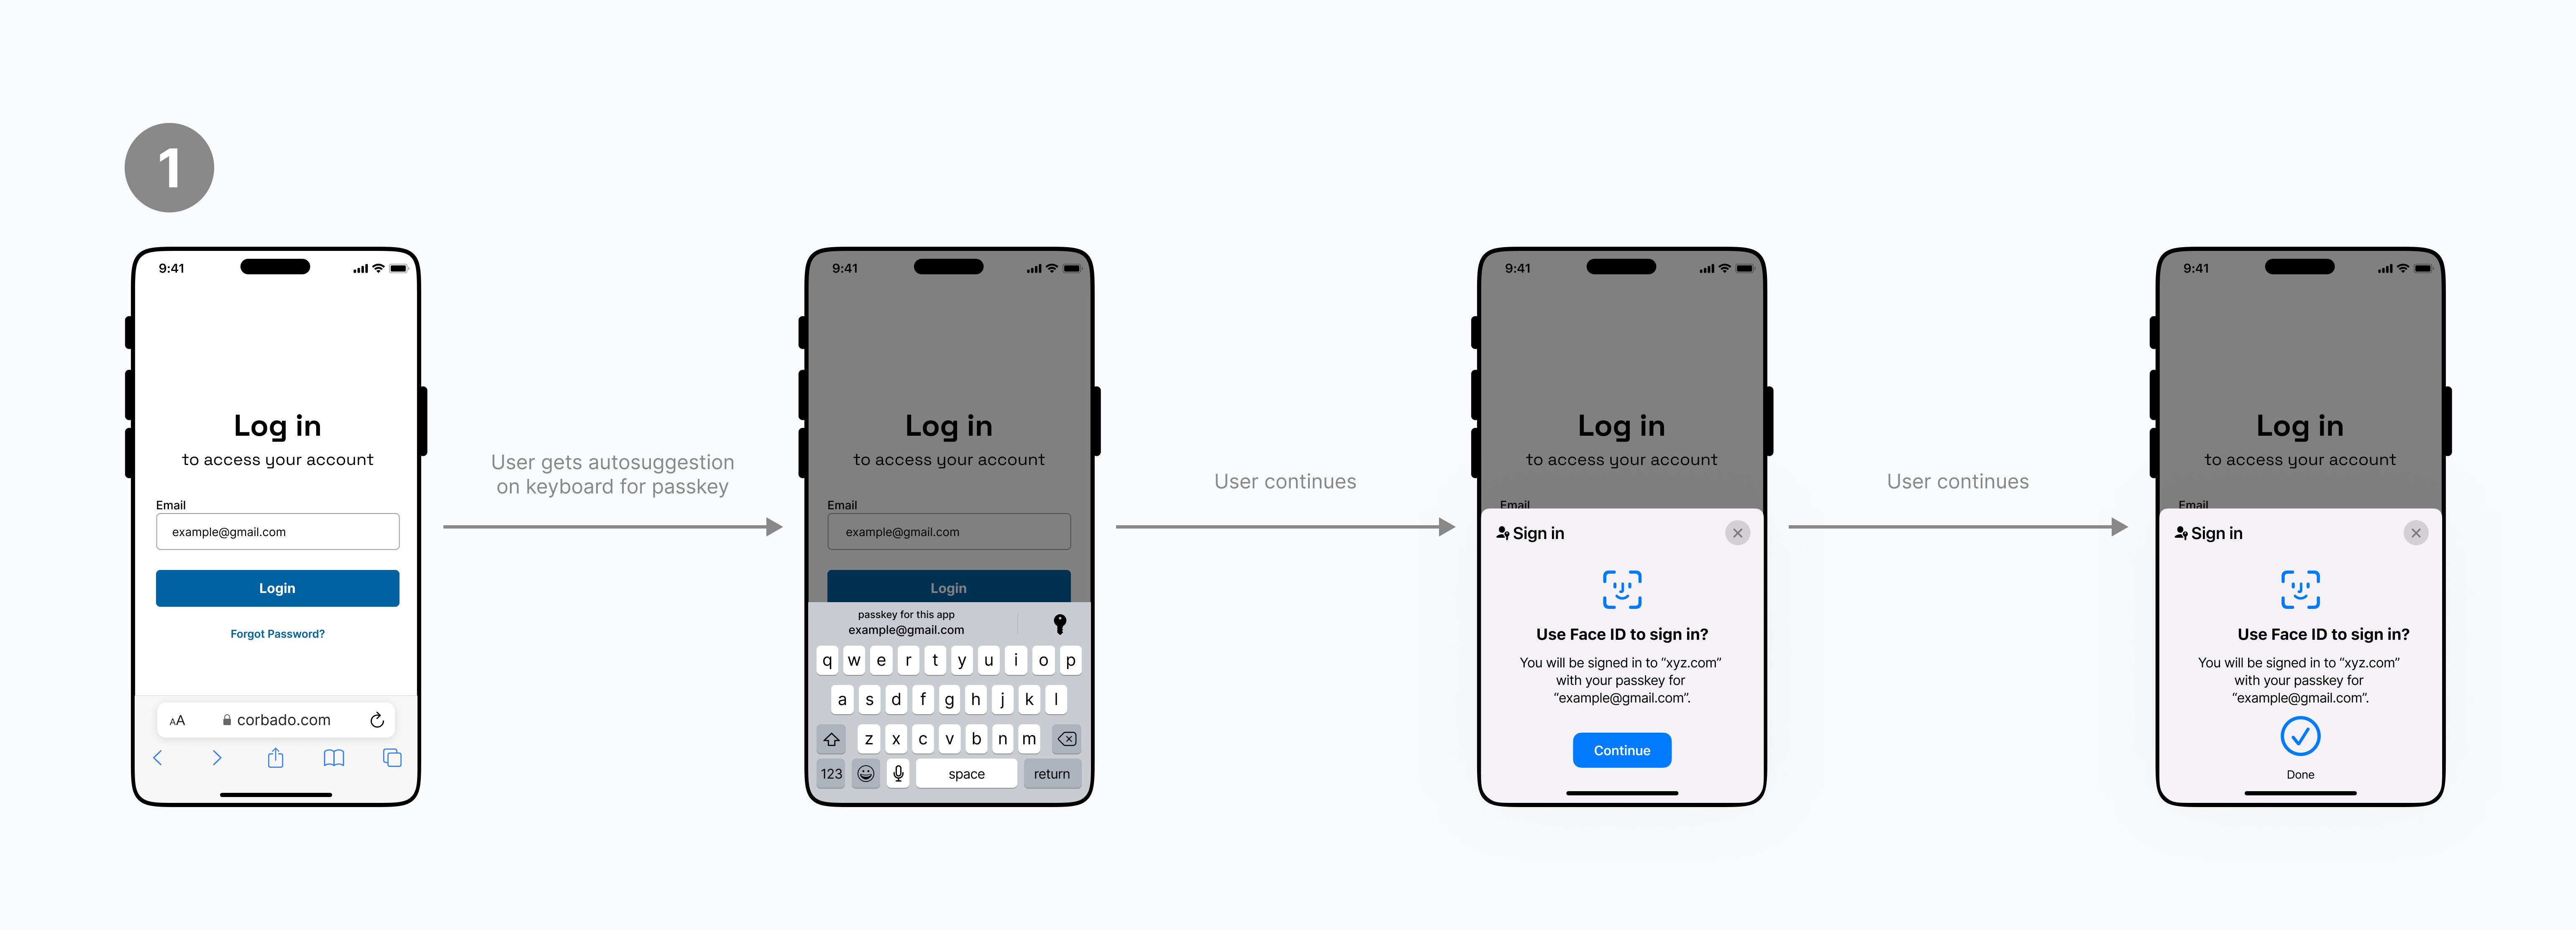 1
9:41
Log in
to access your account
Email
example@gmail.com
Login
Forgot Password?
AA
corbado.com
User gets autosuggestion
on keyboard for passkey
9:41
Log in
to access your account
Email
example@gmail.com
Login
passkey for this app
example@gmail.com
q w e r t y u i o p
a s d f g h j k l
z x c v b n m
123 space return
User continues
9:41
Log in
to access your account
Email
Sign in
Use Face ID to sign in?
You will be signed in to “xyz.com”
with your passkey for
“example@gmail.com”.
Continue
User continues
9:41
Log in
to access your account
Email
Sign in
Use Face ID to sign in?
You will be signed in to “xyz.com”
with your passkey for
“example@gmail.com”.
Done